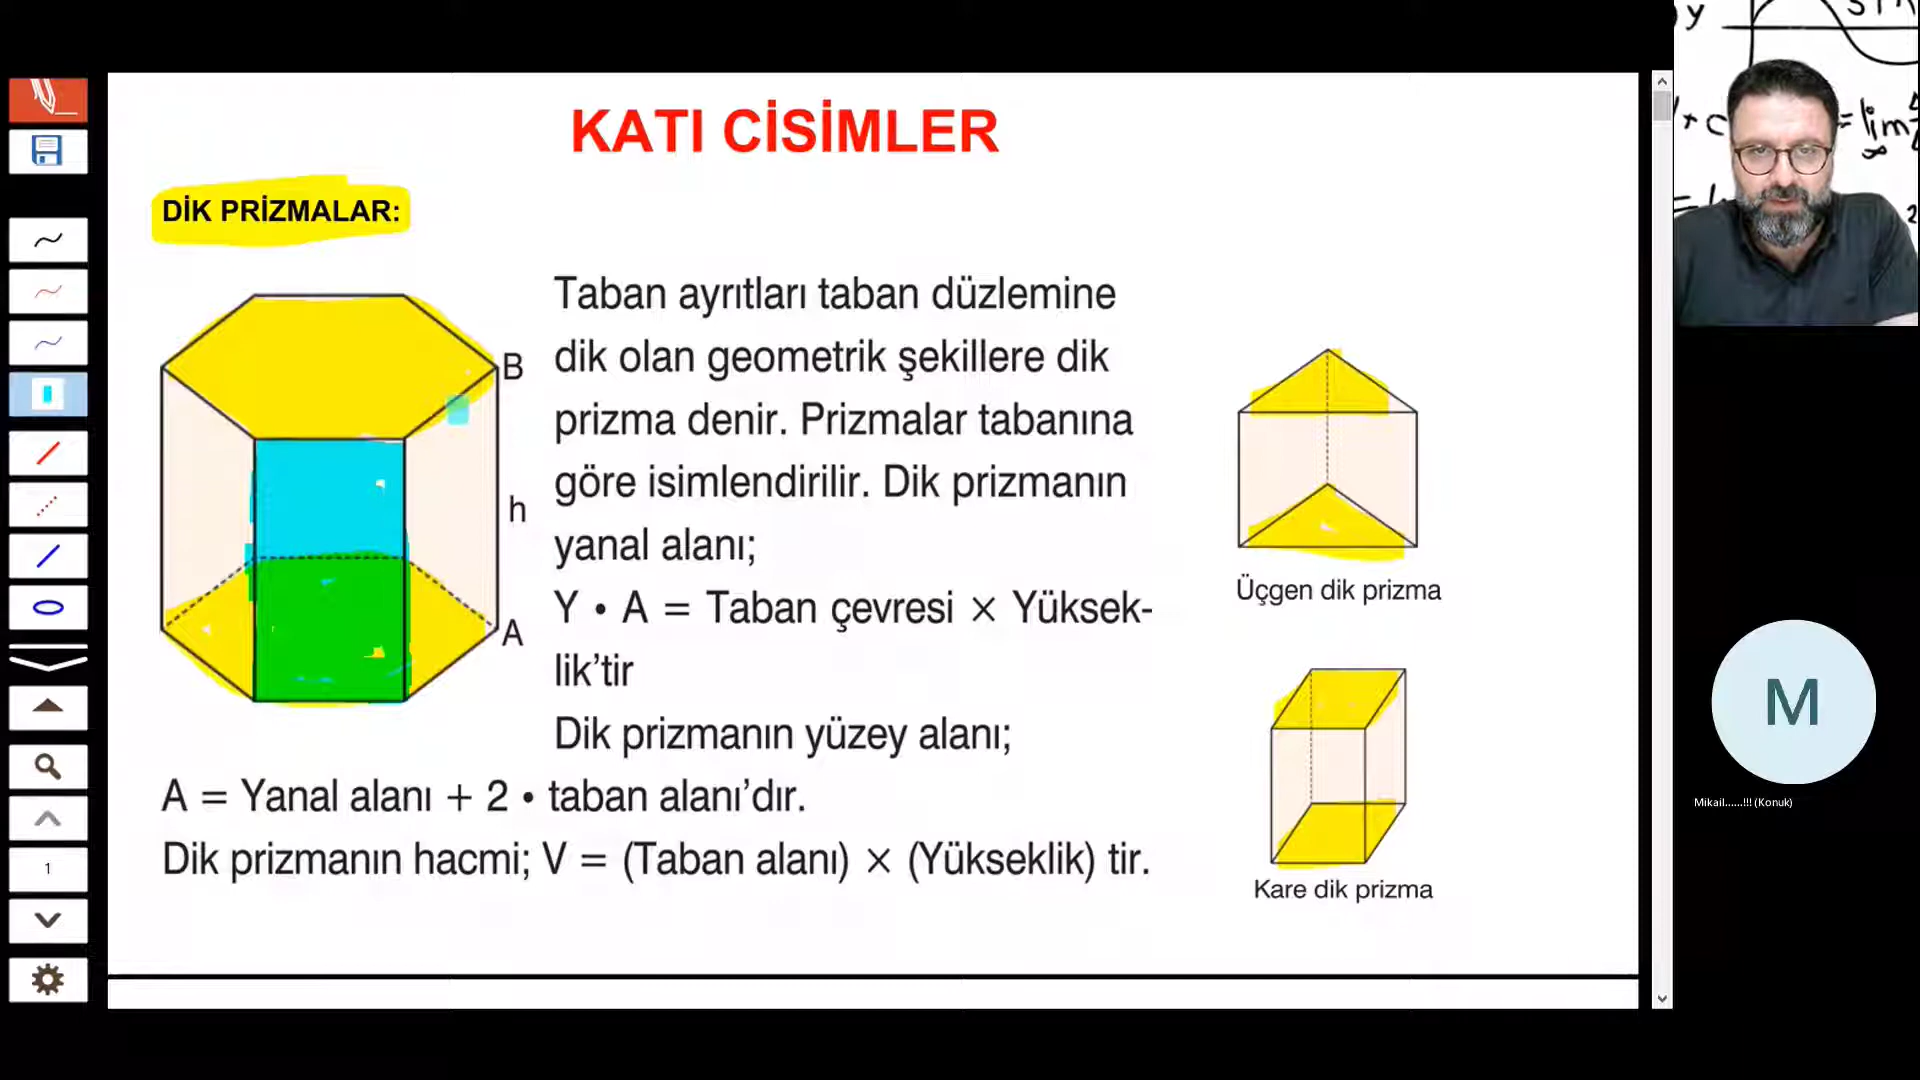 KATI CİSİMLER
DİK PRİZMALAR:
Taban ayrıtları taban düzlemine
dik olan geometrik şekillere dik
prizma denir. Prizmalar tabanına
göre isimlendirilir. Dik prizmanın
yanal alanı;
Y • A = Taban çevresi × Yüksek-
lik’tir
Dik prizmanın yüzey alanı;
A = Yanal alanı + 2 • taban alanı’dır.
Dik prizmanın hacmi; V = (Taban alanı) × (Yükseklik) tir.
B
h
A
Üçgen dik prizma
Kare dik prizma
1
y
+ c
= lim
∞
M
Mikail......!!! (Konuk)